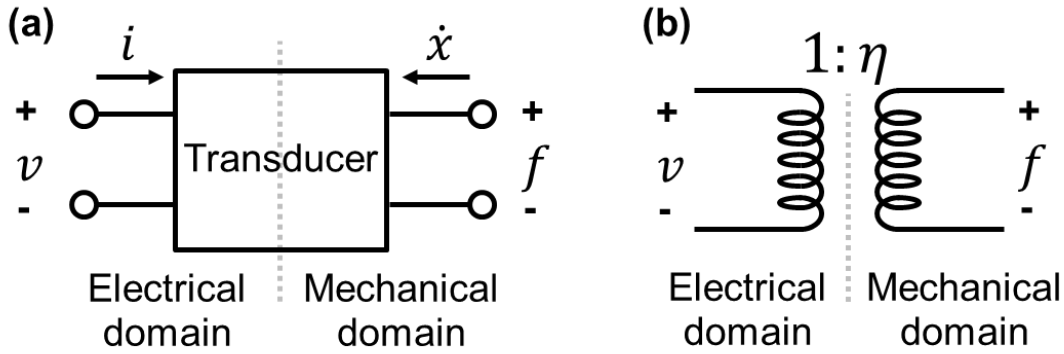 (a)
i ẋ
+ +
v Transducer f
- -
Electrical domain
Mechanical domain
(b)
1: η
+ +
v f
- -
Electrical domain
Mechanical domain